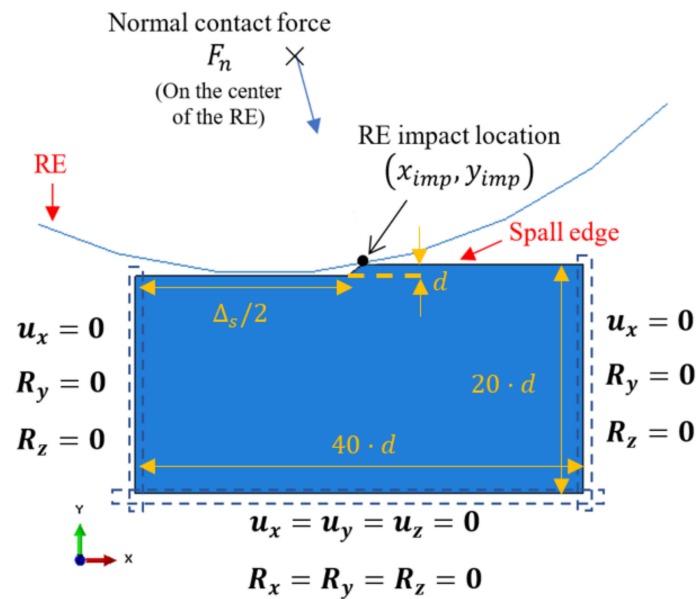 Normal contact force
Fₙ
(On the center
of the RE)
RE impact location
(x_imp, y_imp)
RE
Spall edge
d
Δₛ/2
u_x = 0
R_y = 0
R_z = 0
20 · d
u_x = 0
R_y = 0
R_z = 0
40 · d
u_x = u_y = u_z = 0
R_x = R_y = R_z = 0
Y
X